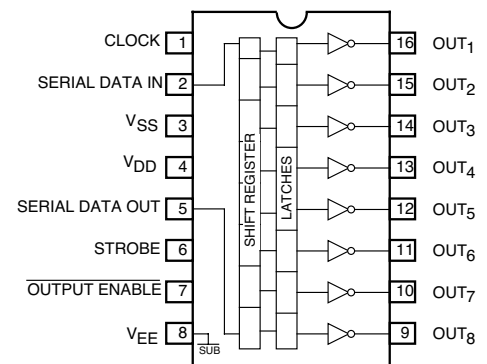 CLOCK 1
SERIAL DATA IN 2
VSS 3
VDD 4
SERIAL DATA OUT 5
STROBE 6
OUTPUT ENABLE 7
VEE 8
SUB
SHIFT REGISTER
LATCHES
16 OUT1
15 OUT2
14 OUT3
13 OUT4
12 OUT5
11 OUT6
10 OUT7
9 OUT8